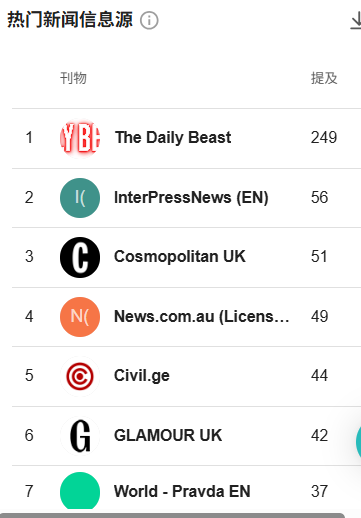 热门新闻信息源
刊物 提及
1 The Daily Beast 249
2 I( InterPressNews (EN) 56
3 C Cosmopolitan UK 51
4 N( News.com.au (Licens… 49
5 Civil.ge 44
6 G GLAMOUR UK 42
7 World - Pravda EN 37